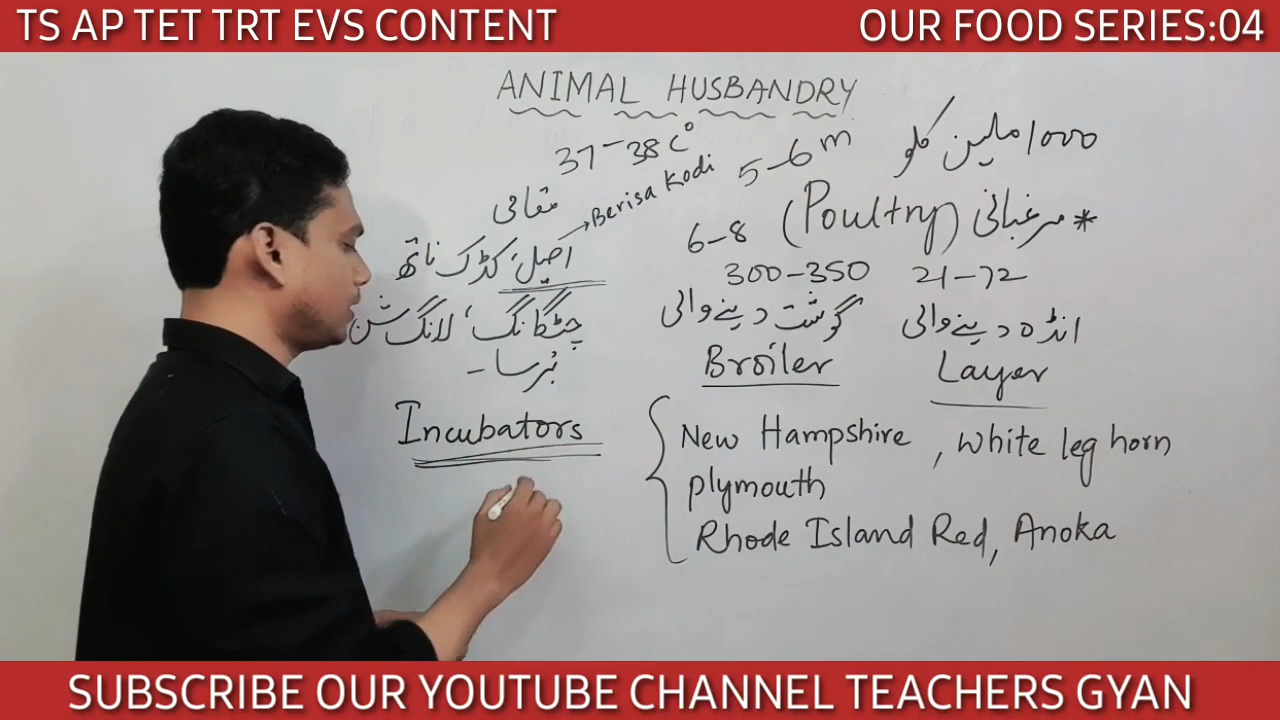 TS AP TET TRT EVS CONTENT
OUR FOOD SERIES:04
ANIMAL HUSBANDRY
1000 ملین کلو
5-6 m
37-38 C°
* مرغبانی (Poultry)
6-8
مقامی
Berisa Kodi
اصیل، کڑک ناتھ
21-72
300-350
انڈہ دینے والی
گوشت دینے والی
چٹگانگ، لانگ شن
بُرسا۔
Layer
Broiler
Incubators
New Hampshire, White leg horn
plymouth
Rhode Island Red, Anoka
SUBSCRIBE OUR YOUTUBE CHANNEL TEACHERS GYAN